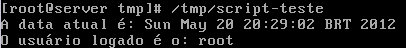 [root@server tmp]# /tmp/script-teste
A data atual é: Sun May 20 20:29:02 BRT 2012
O usuário logado é o: root